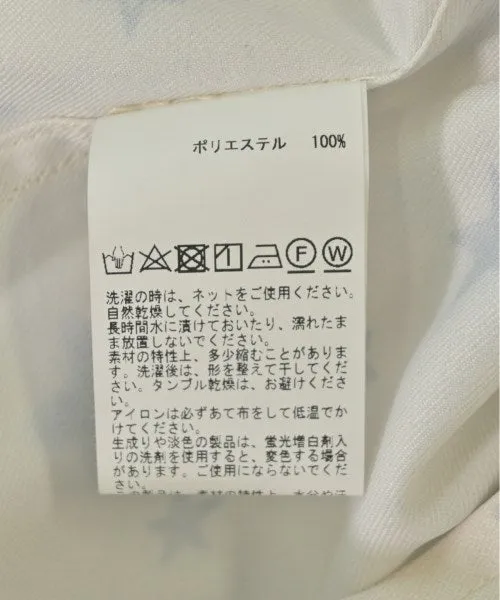 ポリエステル 100%
F W
洗濯の時は、ネットをご使用ください。
自然乾燥してください。
長時間水に漬けておいたり、濡れたま
ま放置しないでください。
素材の特性上、多少縮むことがありま
す。洗濯後は、形を整えて干してくださ
い。タンブル乾燥は、お避けくださ
い。
アイロンは必ずあて布をして低温でか
けてください。
生成りや淡色の製品は、蛍光増白剤入
りの洗剤を使用すると、変色する場合
があります。ご使用にならないでくだ
さい。